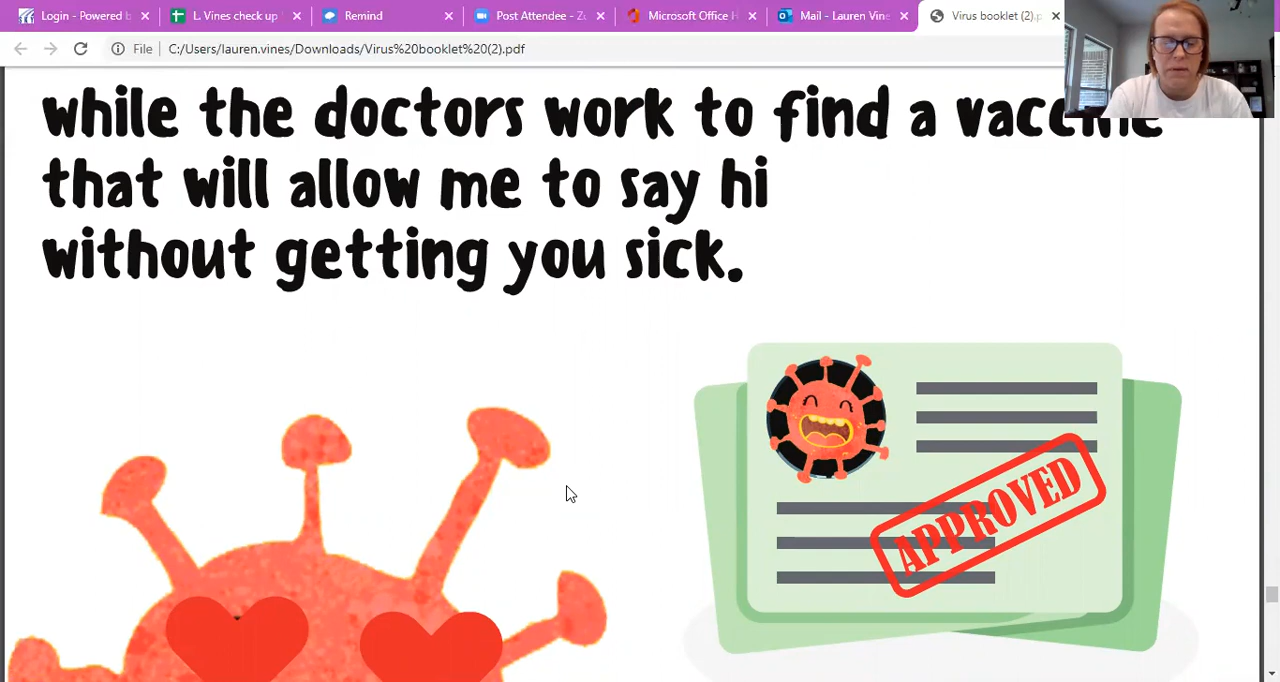 Login - Powered b
L. Vines check up
Remind
Post Attendee - Z
Microsoft Office H
Mail - Lauren Vine
Virus booklet (2).p
File
C:/Users/lauren.vines/Downloads/Virus%20booklet%20(2).pdf
while the doctors work to find a vaccine
that will allow me to say hi
without getting you sick.
APPROVED